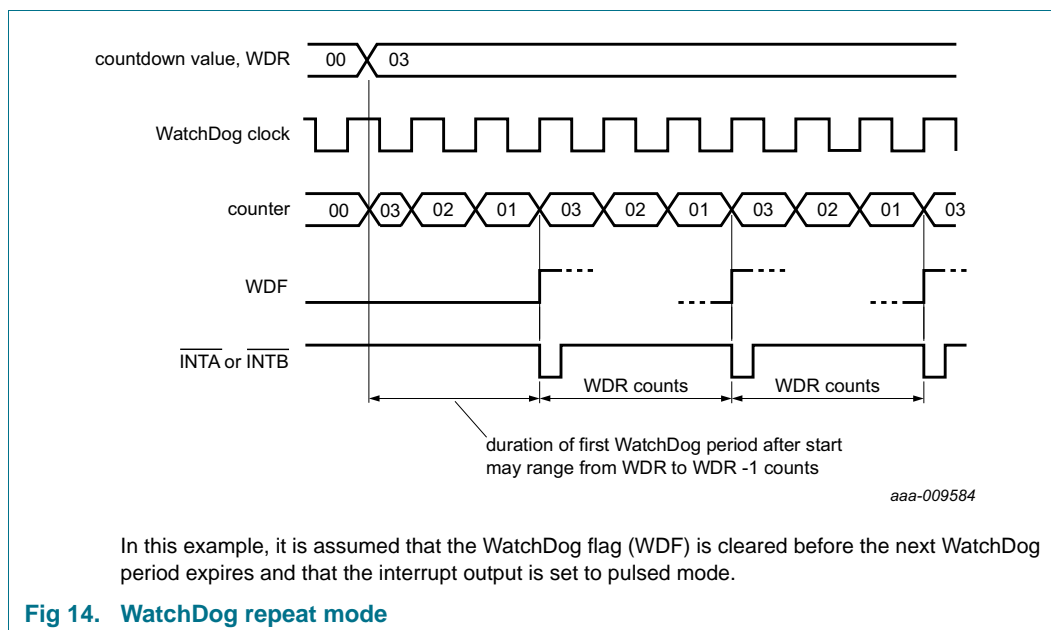 countdown value, WDR 00 03
WatchDog clock
counter 00 03 02 01 03 02 01 03 02 01 03
WDF
INTA or INTB
WDR counts WDR counts
duration of first WatchDog period after start
may range from WDR to WDR -1 counts
aaa-009584
In this example, it is assumed that the WatchDog flag (WDF) is cleared before the next WatchDog
period expires and that the interrupt output is set to pulsed mode.
Fig 14. WatchDog repeat mode